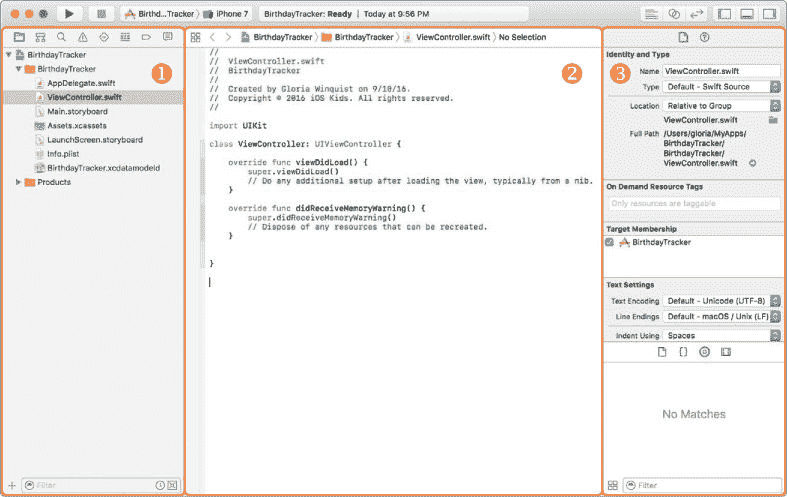 Birthd...Tracker
iPhone 7
BirthdayTracker: Ready | Today at 9:56 PM
1
BirthdayTracker
BirthdayTracker
AppDelegate.swift
ViewController.swift
Main.storyboard
Assets.xcassets
LaunchScreen.storyboard
Info.plist
BirthdayTracker.xcdatamodeld
Products
Filter
BirthdayTracker
BirthdayTracker
ViewController.swift
No Selection
2
//
//  ViewController.swift
//  BirthdayTracker
//
//  Created by Gloria Winquist on 9/10/16.
//  Copyright © 2016 iOS Kids. All rights reserved.
//
import UIKit
class ViewController: UIViewController {
override func viewDidLoad() {
super.viewDidLoad()
// Do any additional setup after loading the view, typically from a nib.
}
override func didReceiveMemoryWarning() {
super.didReceiveMemoryWarning()
// Dispose of any resources that can be recreated.
}
}
3
Identity and Type
Name ViewController.swift
Type Default - Swift Source
Location Relative to Group
ViewController.swift
Full Path /Users/gloria/MyApps/
BirthdayTracker/
BirthdayTracker/
ViewController.swift
On Demand Resource Tags
Only resources are taggable
Target Membership
BirthdayTracker
Text Settings
Text Encoding Default - Unicode (UTF-8)
Line Endings Default - macOS / Unix (LF)
Indent Using Spaces
No Matches
Filter